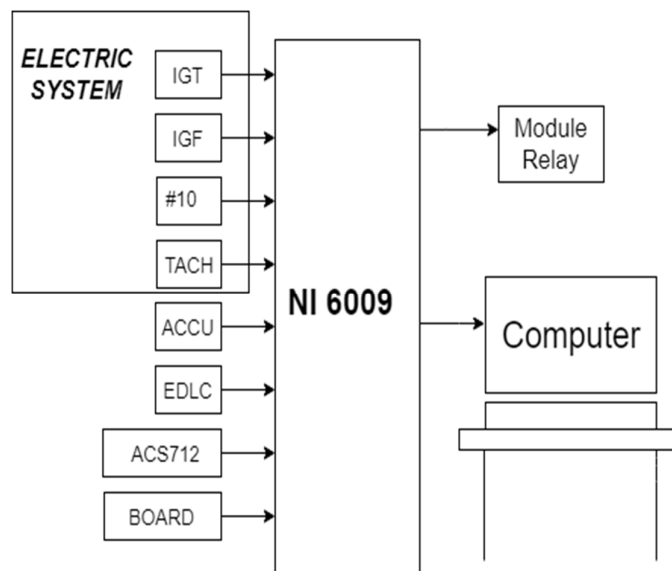 ELECTRIC
SYSTEM
IGT
IGF
#10
TACH
ACCU
EDLC
ACS712
BOARD
NI 6009
Module
Relay
Computer